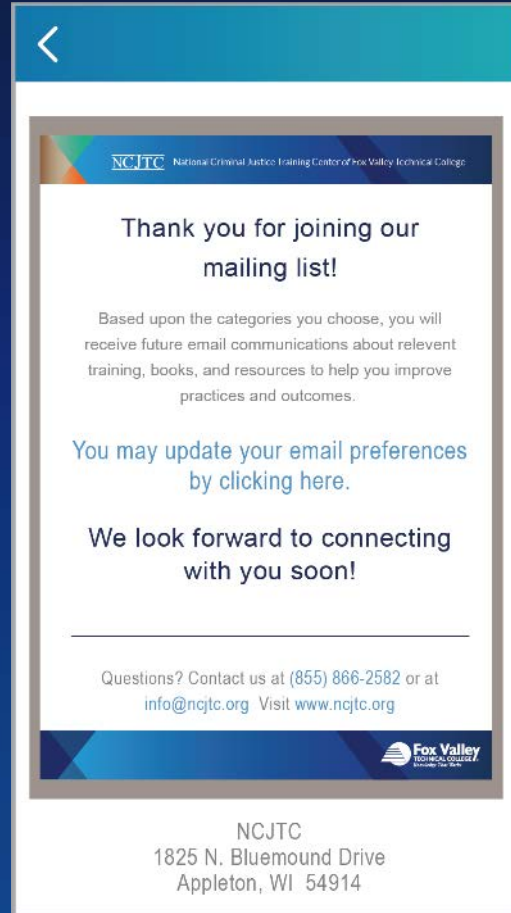 NCJTC National Criminal Justice Training Center of Fox Valley Technical College
Thank you for joining our
mailing list!
Based upon the categories you choose, you will
receive future email communications about relevent
training, books, and resources to help you improve
practices and outcomes.
You may update your email preferences
by clicking here.
We look forward to connecting
with you soon!
Questions? Contact us at (855) 866-2582 or at
info@ncjtc.org Visit www.ncjtc.org
Fox Valley
TECHNICAL COLLEGE
Knowledge That Works
NCJTC
1825 N. Bluemound Drive
Appleton, WI 54914